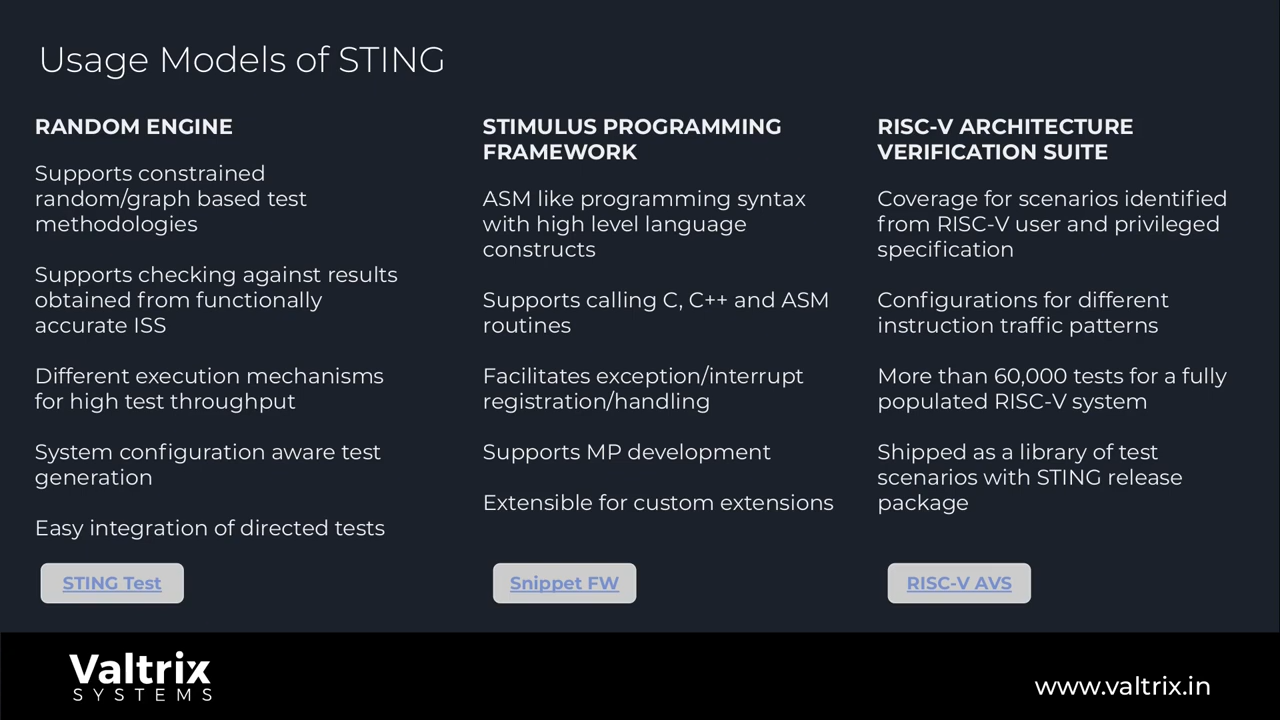 Usage Models of STING
RANDOM ENGINE
Supports constrained
random/graph based test
methodologies
Supports checking against results
obtained from functionally
accurate ISS
Different execution mechanisms
for high test throughput
System configuration aware test
generation
Easy integration of directed tests
STING Test
STIMULUS PROGRAMMING
FRAMEWORK
ASM like programming syntax
with high level language
constructs
Supports calling C, C++ and ASM
routines
Facilitates exception/interrupt
registration/handling
Supports MP development
Extensible for custom extensions
Snippet FW
RISC-V ARCHITECTURE
VERIFICATION SUITE
Coverage for scenarios identified
from RISC-V user and privileged
specification
Configurations for different
instruction traffic patterns
More than 60,000 tests for a fully
populated RISC-V system
Shipped as a library of test
scenarios with STING release
package
RISC-V AVS
Valtrix
SYSTEMS
www.valtrix.in